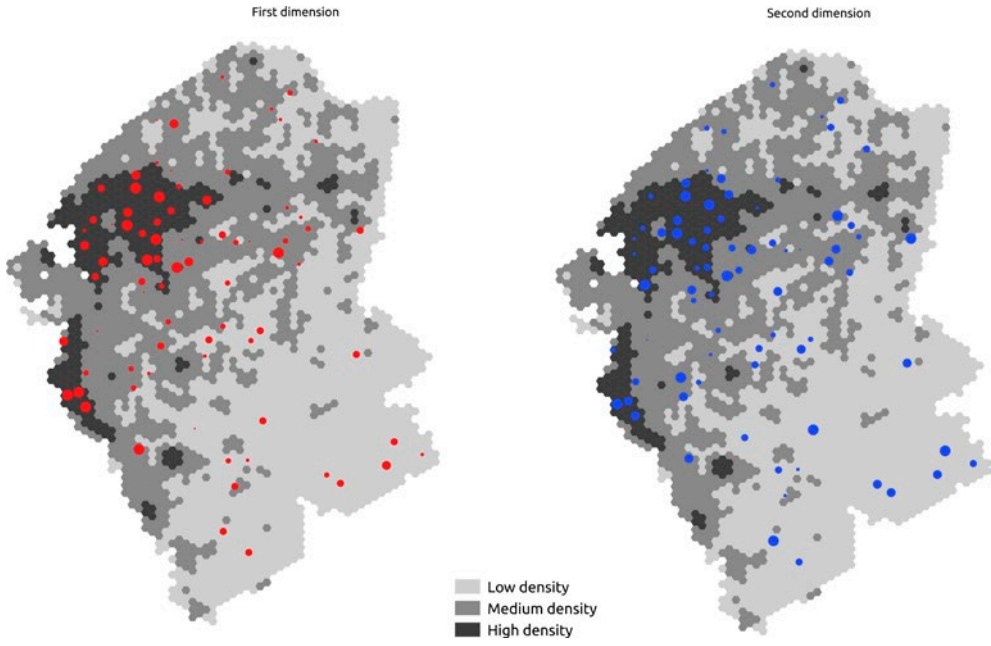 First dimension
Second dimension
Low density
Medium density
High density